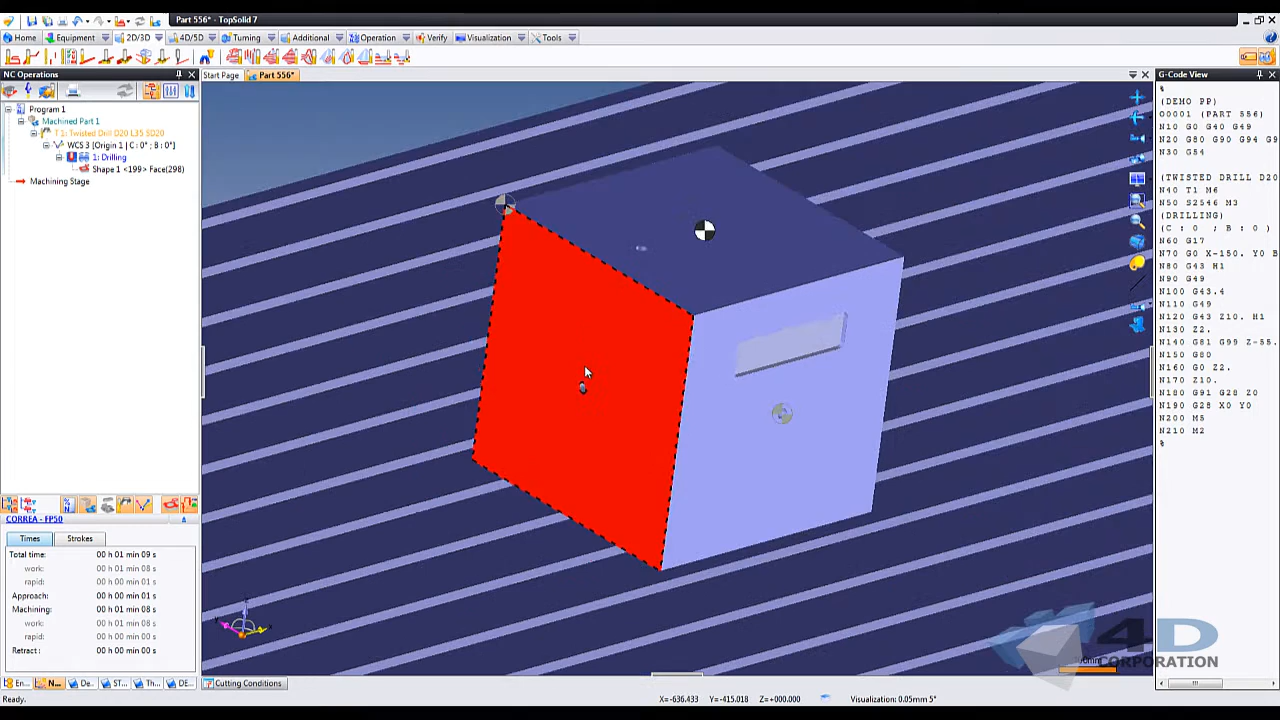 Part 556* - TopSolid 7
Home
Equipment
2D/3D
4D/5D
Turning
Additional
Operation
Verify
Visualization
Tools
NC Operations
Start Page
Part 556*
G-Code View
Program 1
Machined Part 1
T 1: Twisted Drill D20 L35 SD20
WCS 3 [Origin 1 | C : 0° ; B : 0°]
1: Drilling
Shape 1 <199> Face(298)
Machining Stage
CORREA - FP50
Times
Strokes
Total time: 00 h 01 min 09 s
work: 00 h 01 min 08 s
rapid: 00 h 00 min 01 s
Approach: 00 h 00 min 01 s
Machining: 00 h 01 min 08 s
work: 00 h 01 min 08 s
rapid: 00 h 00 min 00 s
Retract : 00 h 00 min 00 s
En...
N...
De...
ST...
Th...
DE...
Cutting Conditions
%
(DEMO PP)
O0001 (PART 556)
N10 G0 G40 G49
N20 G80 G90 G94 G9
N30 G54
(TWISTED DRILL D20
N40 T1 M6
N50 S2546 M3
(DRILLING)
(C : 0 ; B : 0 )
N60 G17
N70 G0 X-150. Y0 B
N80 G43 H1
N90 G49
N100 G43.4
N110 G49
N120 G43 Z10. H1
N130 Z2.
N140 G81 G99 Z-55.
N150 G80
N160 G0 Z2.
N170 Z10.
N180 G91 G28 Z0
N190 G28 X0 Y0
N200 M5
N210 M2
%
4D
CORPORATION
Ready.
X=-636.433 Y=-415.018 Z=+000.000
Visualization: 0.05mm 5°